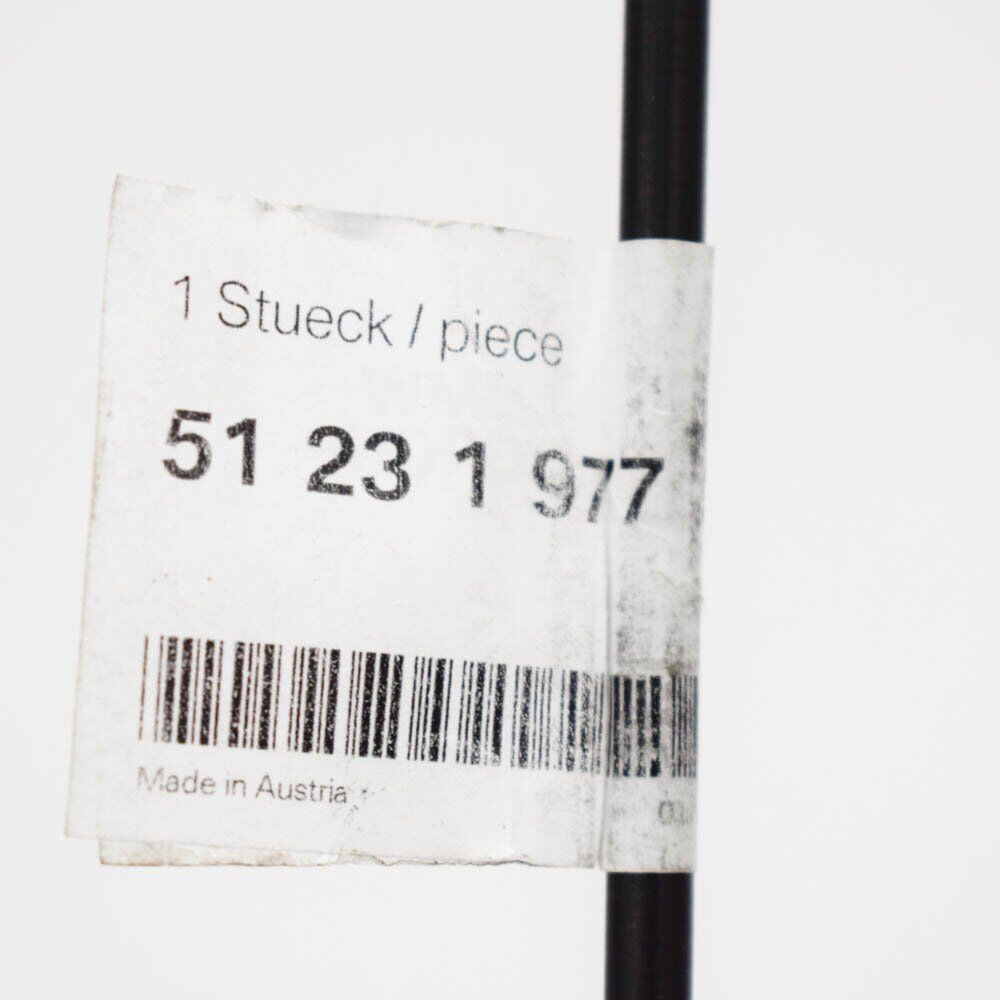 1 Stueck / piece
51 23 1 977
Made in Austria